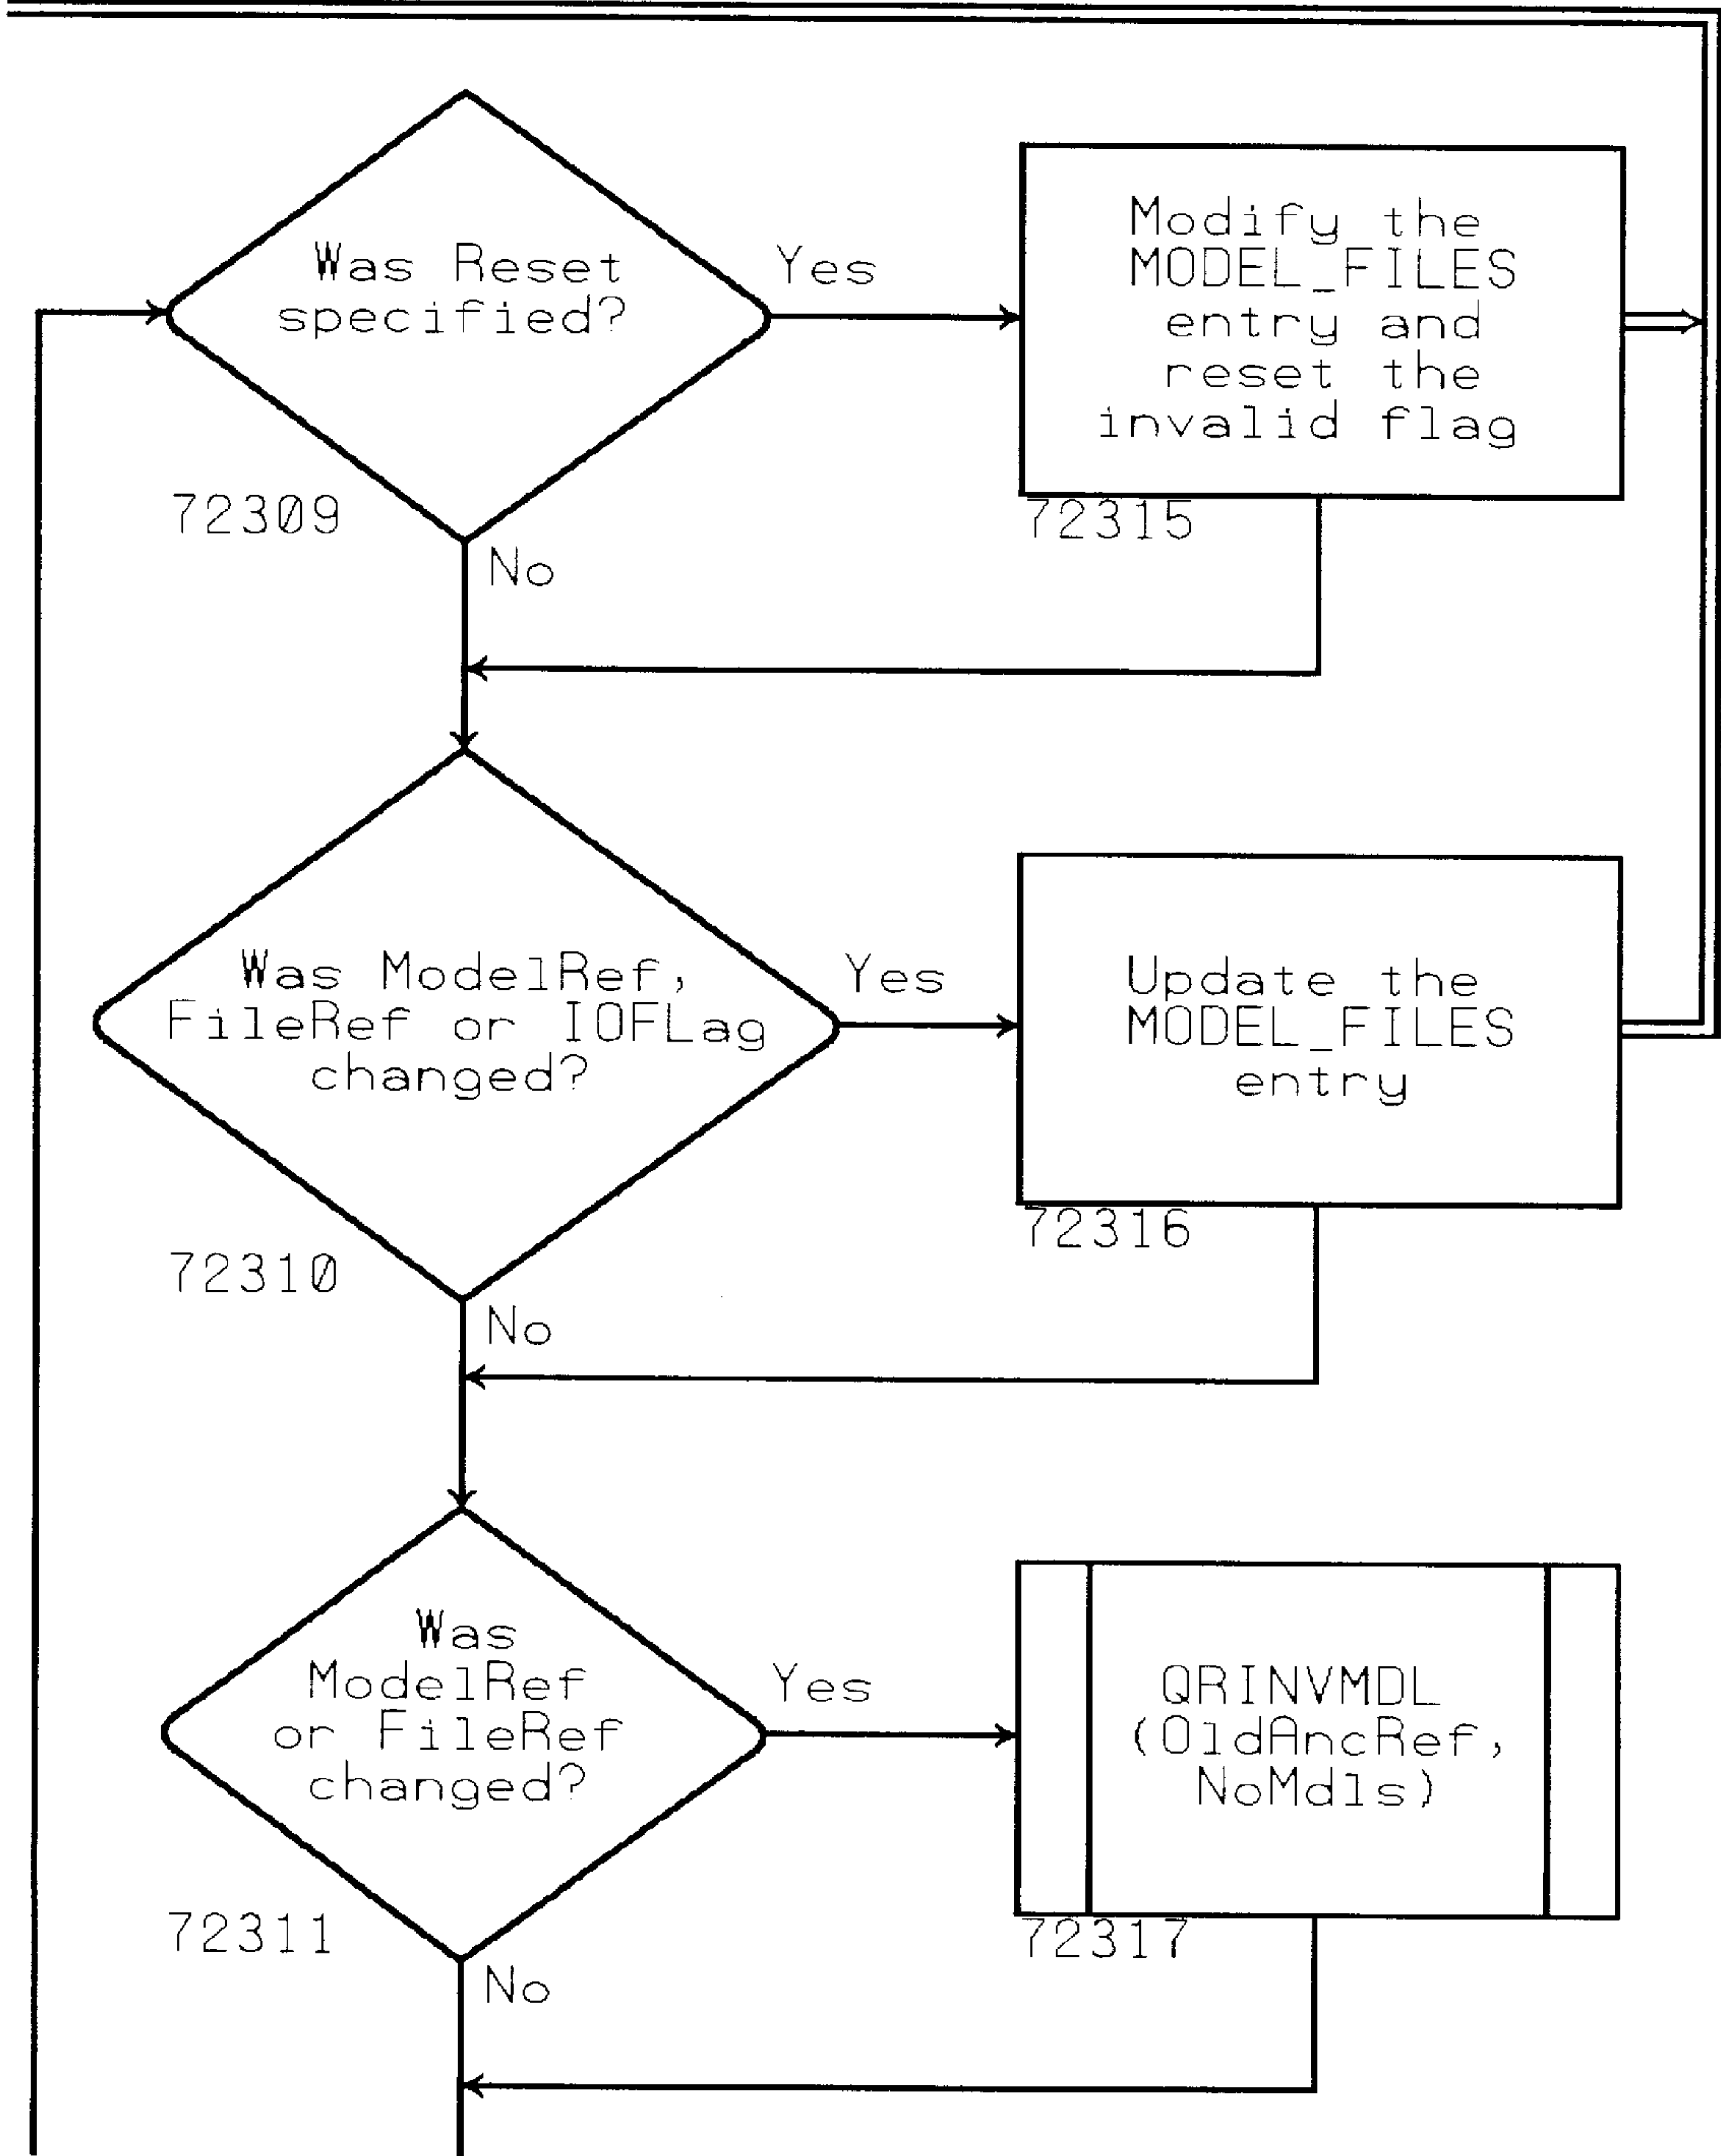 Was Reset
specified?
Yes
Modify the
MODEL_FILES
entry and
reset the
invalid flag
72309
72315
No
Was ModelRef,
FileRef or IOFLag
changed?
Yes
Update the
MODEL_FILES
entry
72310
72316
No
Was
ModelRef
or FileRef
changed?
Yes
QRINVMDL
(OldAncRef,
NoMdls)
72311
72317
No